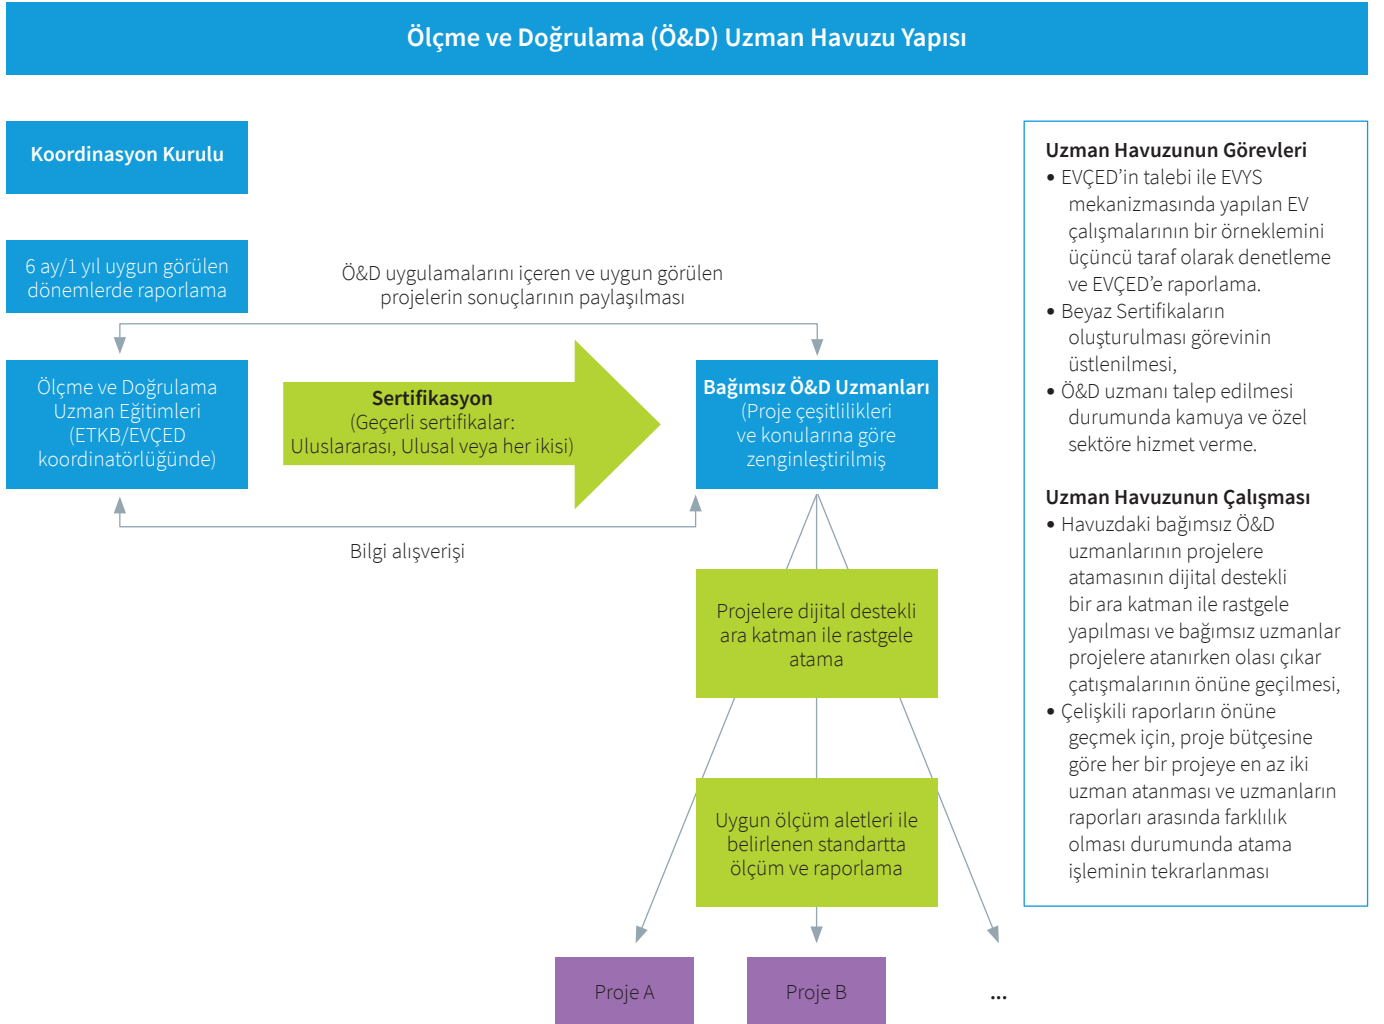 Ölçme ve Doğrulama (Ö&D) Uzman Havuzu Yapısı
Koordinasyon Kurulu
6 ay/1 yıl uygun görülen
dönemlerde raporlama
Ö&D uygulamalarını içeren ve uygun görülen
projelerin sonuçlarının paylaşılması
Ölçme ve Doğrulama
Uzman Eğitimleri
(ETKB/EVÇED
koordinatörlüğünde)
Sertifikasyon
(Geçerli sertifikalar:
Uluslararası, Ulusal veya her ikisi)
Bağımsız Ö&D Uzmanları
(Proje çeşitlilikleri
ve konularına göre
zenginleştirilmiş
Bilgi alışverişi
Projelere dijital destekli
ara katman ile rastgele
atama
Uygun ölçüm aletleri ile
belirlenen standartta
ölçüm ve raporlama
Proje A
Proje B
...
Uzman Havuzunun Görevleri
• EVÇED’in talebi ile EVYS
mekanizmasında yapılan EV
çalışmalarının bir örneklemini
üçüncü taraf olarak denetleme
ve EVÇED’e raporlama.
• Beyaz Sertifikaların
oluşturulması görevinin
üstlenilmesi,
• Ö&D uzmanı talep edilmesi
durumunda kamuya ve özel
sektöre hizmet verme.
Uzman Havuzunun Çalışması
• Havuzdaki bağımsız Ö&D
uzmanlarının projelere
atamasının dijital destekli
bir ara katman ile rastgele
yapılması ve bağımsız uzmanlar
projelere atanırken olası çıkar
çatışmalarının önüne geçilmesi,
• Çelişkili raporların önüne
geçmek için, proje bütçesine
göre her bir projeye en az iki
uzman atanması ve uzmanların
raporları arasında farklılık
olması durumunda atama
işleminin tekrarlanması